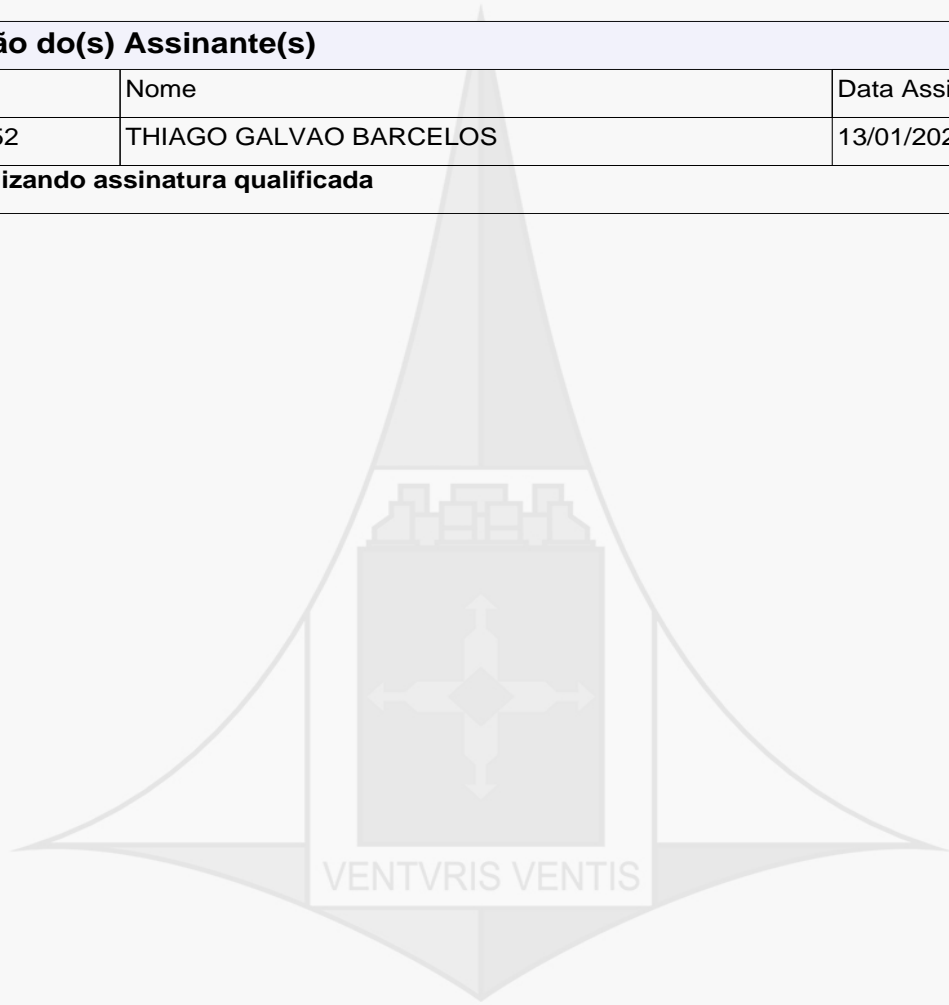 ão do(s) Assinante(s)
Nome Data Assi
52 THIAGO GALVAO BARCELOS 13/01/202
izando assinatura qualificada
VENTVRIS VENTIS